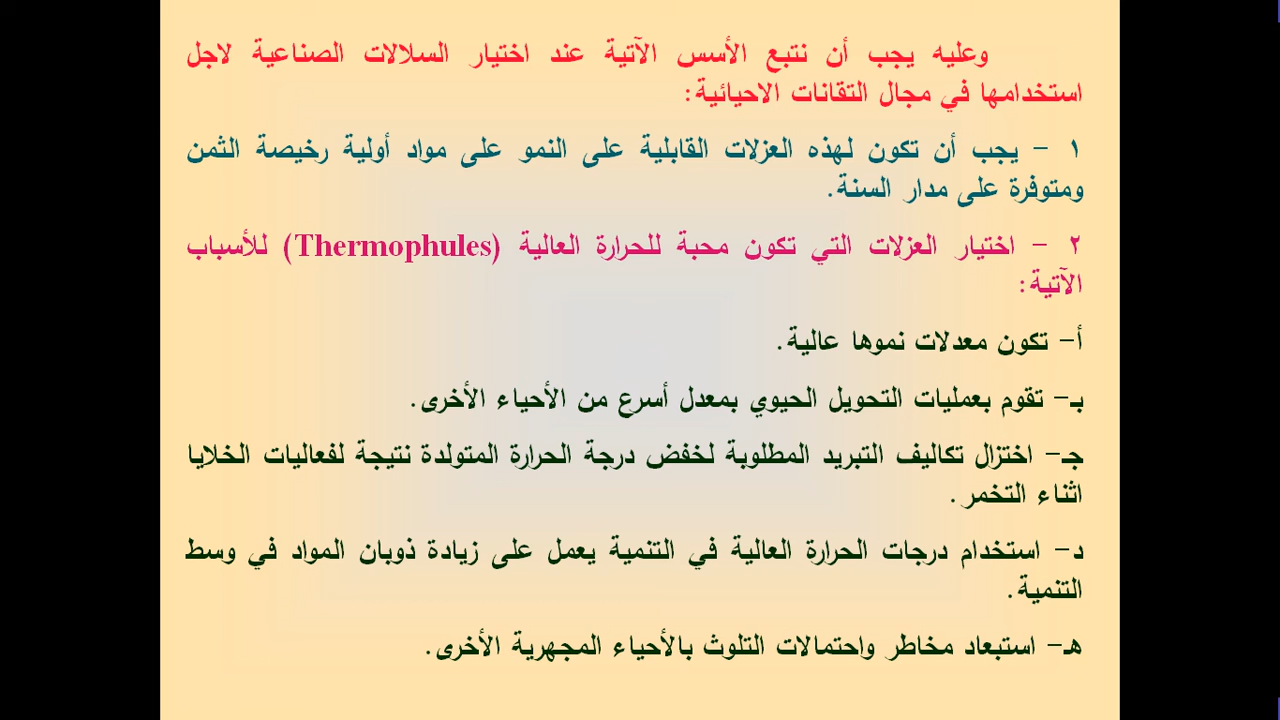 وعليه يجب أن نتبع الأسس الآتية عند اختيار السلالات الصناعية لاجل
استخدامها في مجال التقانات الاحيائية:
١ – يجب أن تكون لهذه العزلات القابلية على النمو على مواد أولية رخيصة الثمن
ومتوفرة على مدار السنة.
٢ – اختيار العزلات التي تكون محبة للحرارة العالية (Thermophules) للأسباب
الآتية:
أ– تكون معدلات نموها عالية.
بـ– تقوم بعمليات التحويل الحيوي بمعدل أسرع من الأحياء الأخرى.
جـ– اختزال تكاليف التبريد المطلوبة لخفض درجة الحرارة المتولدة نتيجة لفعاليات الخلايا
اثناء التخمر.
د– استخدام درجات الحرارة العالية في التنمية يعمل على زيادة ذوبان المواد في وسط
التنمية.
هـ– استبعاد مخاطر واحتمالات التلوث بالأحياء المجهرية الأخرى.